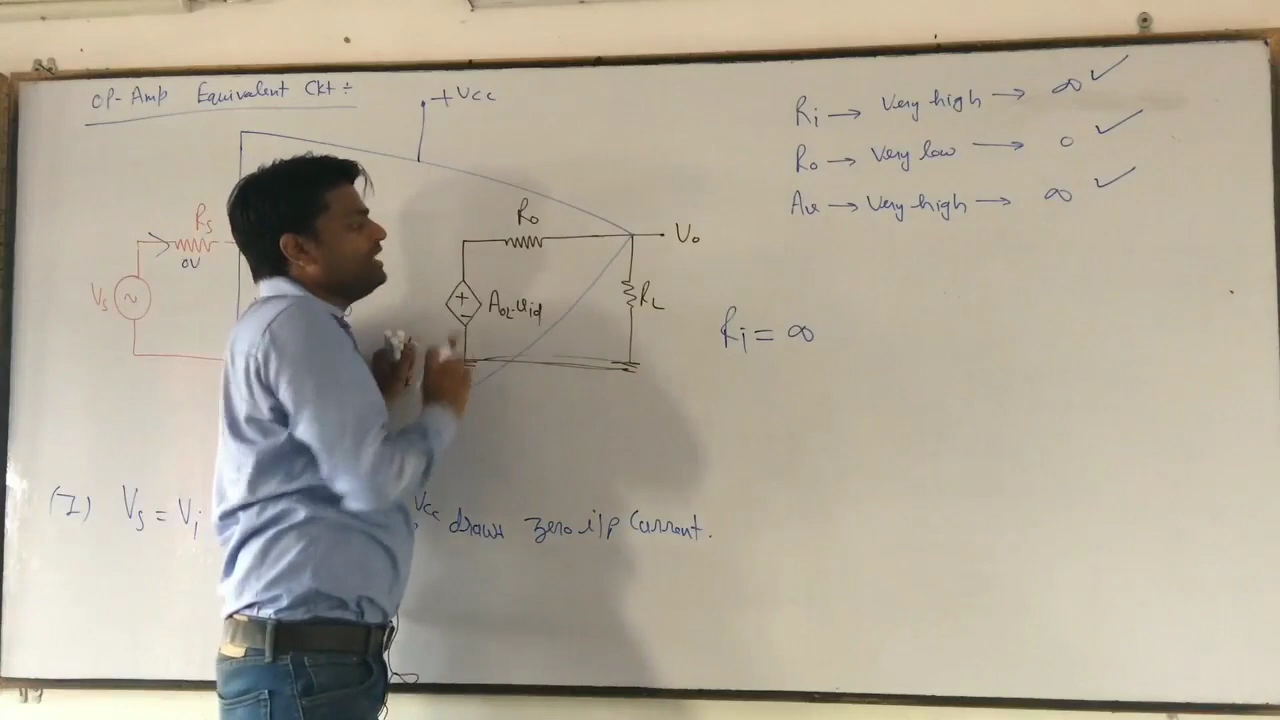 OP-Amp Equivalent Ckt ÷
+Vcc
Ri → Very high → ∞ ✓
Ro → Very low → 0 ✓
Av → Very high → ∞ ✓
Rs
0V
Vs
Ro
Vo
+
-
AOL.vid
RL
Ri = ∞
(I) Vs = Vi
Vcc draws zero i/p Current.